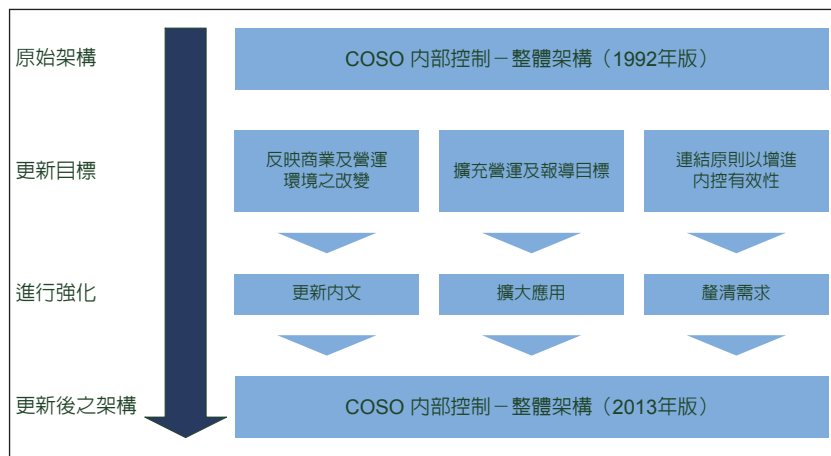 原始架構
COSO 內部控制－整體架構（1992年版）
更新目標
反映商業及營運
環境之改變
擴充營運及報導目標
連結原則以增進
內控有效性
進行強化
更新內文
擴大應用
釐清需求
更新後之架構
COSO 內部控制－整體架構（2013年版）